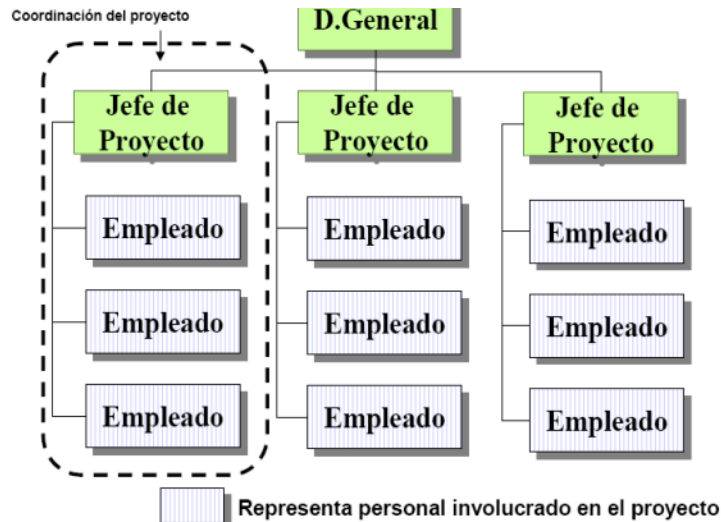 Coordinación del proyecto
D.General
Jefe de
Proyecto
Jefe de
Proyecto
Jefe de
Proyecto
Empleado
Empleado
Empleado
Empleado
Empleado
Empleado
Empleado
Empleado
Empleado
Representa personal involucrado en el proyecto